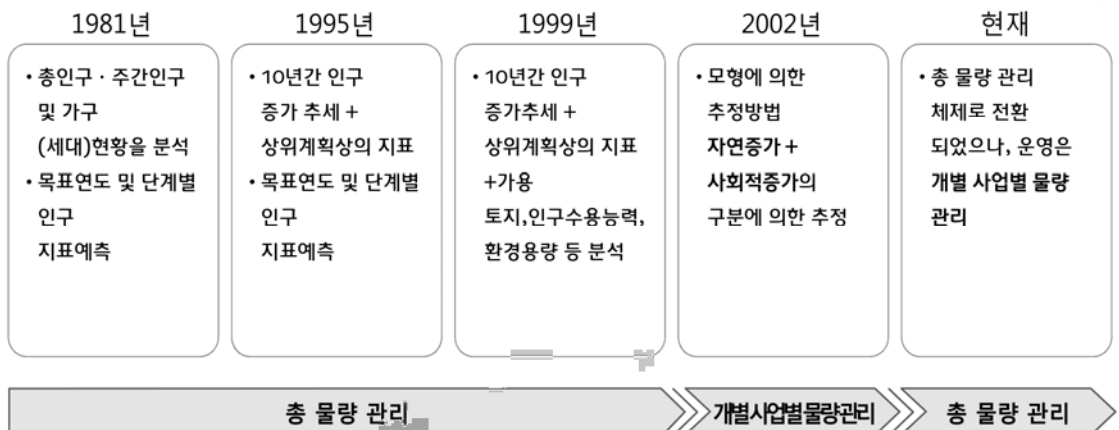 1981년
• 총인구 · 주간인구
및 가구
(세대)현황을 분석
• 목표연도 및 단계별
인구
지표예측
1995년
• 10년간 인구
증가 추세 +
상위계획상의 지표
• 목표연도 및 단계별
인구
지표예측
1999년
• 10년간 인구
증가추세 +
상위계획상의 지표
+가용
토지,인구수용능력,
환경용량 등 분석
2002년
• 모형에 의한
추정방법
자연증가 +
사회적증가의
구분에 의한 추정
현재
• 총 물량 관리
체제로 전환
되었으나, 운영은
개별 사업별 물량
관리
총 물량 관리
개별사업별물량관리
총 물량 관리